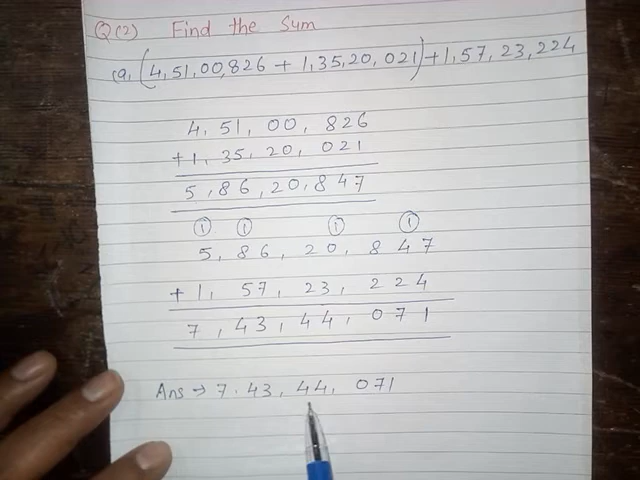 Q(2) Find the Sum
(a, (4,51,00,826 + 1,35,20,021) + 1,57,23,224
4,51,00,826
+1,35,20,021
5,86,20,847
1 1 1 1
5,86,20,847
+1,57,23,224
7,43,44,071
Ans → 7.43,44,071